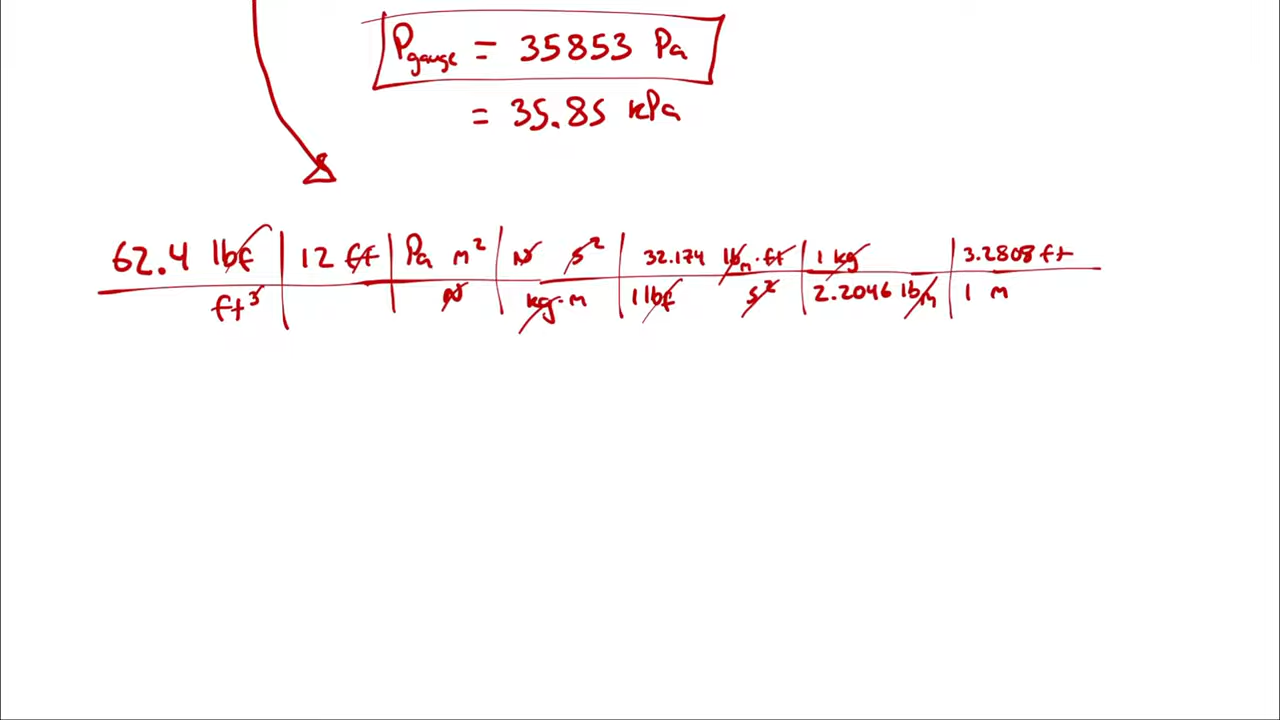 Pgauge = 35853 Pa
= 35.85 kPa
62.4 lbf | 12 ft | Pa m² | N s² | 32.174 lbm·ft | 1 kg | 3.2808 ft
ft³ | | N | kg·m | 1 lbf s² | 2.2046 lbm | 1 m